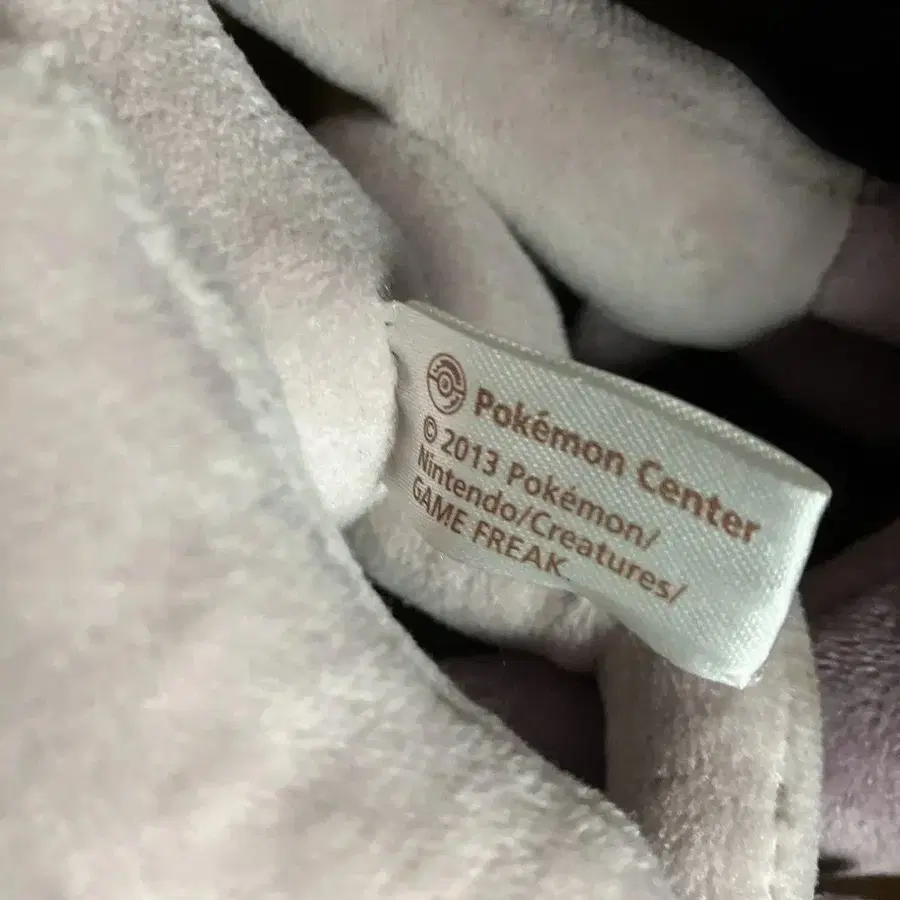 Pokémon Center
© 2013 Pokémon/
Nintendo/Creatures/
GAME FREAK